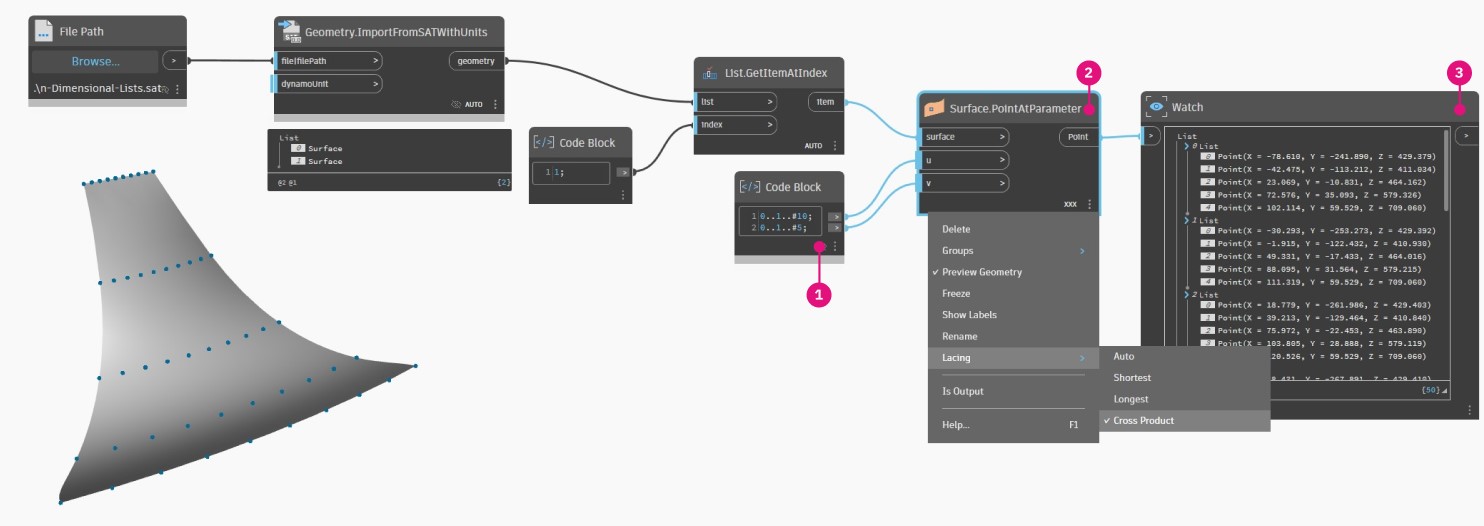 File Path
Browse...
>
.\n-Dimensional-Lists.sat
Geometry.ImportFromSATWithUnits
file|filePath >
geometry
dynamoUnit >
AUTO
List
0 Surface
1 Surface
@2 @1
{2}
Code Block
1 1;
>
List.GetItemAtIndex
list >
item
index >
AUTO
Code Block
1 0..1..#10;
>
2 0..1..#5;
>
1
2
Surface.PointAtParameter
surface >
Point
u >
v >
XXX
Delete
Groups >
✓ Preview Geometry
Freeze
Show Labels
Rename
Lacing >
Is Output
Help... F1
Auto
Shortest
Longest
✓ Cross Product
3
Watch
>
>
List
0 List
0 Point(X = -78.610, Y = -241.890, Z = 429.379)
1 Point(X = -42.475, Y = -113.212, Z = 411.034)
2 Point(X = 23.069, Y = -10.831, Z = 464.162)
3 Point(X = 72.576, Y = 35.093, Z = 579.326)
4 Point(X = 102.114, Y = 59.529, Z = 709.060)
1 List
0 Point(X = -30.293, Y = -253.273, Z = 429.392)
1 Point(X = -1.915, Y = -122.432, Z = 410.930)
2 Point(X = 49.331, Y = -17.433, Z = 464.016)
3 Point(X = 88.095, Y = 31.564, Z = 579.215)
4 Point(X = 111.319, Y = 59.529, Z = 709.060)
2 List
0 Point(X = 18.779, Y = -261.986, Z = 429.403)
1 Point(X = 39.213, Y = -129.464, Z = 410.840)
2 Point(X = 75.972, Y = -22.453, Z = 463.890)
3 Point(X = 103.805, Y = 28.888, Z = 579.119)
20.526, Y = 59.529, Z = 709.060)
8.431, Y = -267.891, Z = 429.410)
{50}